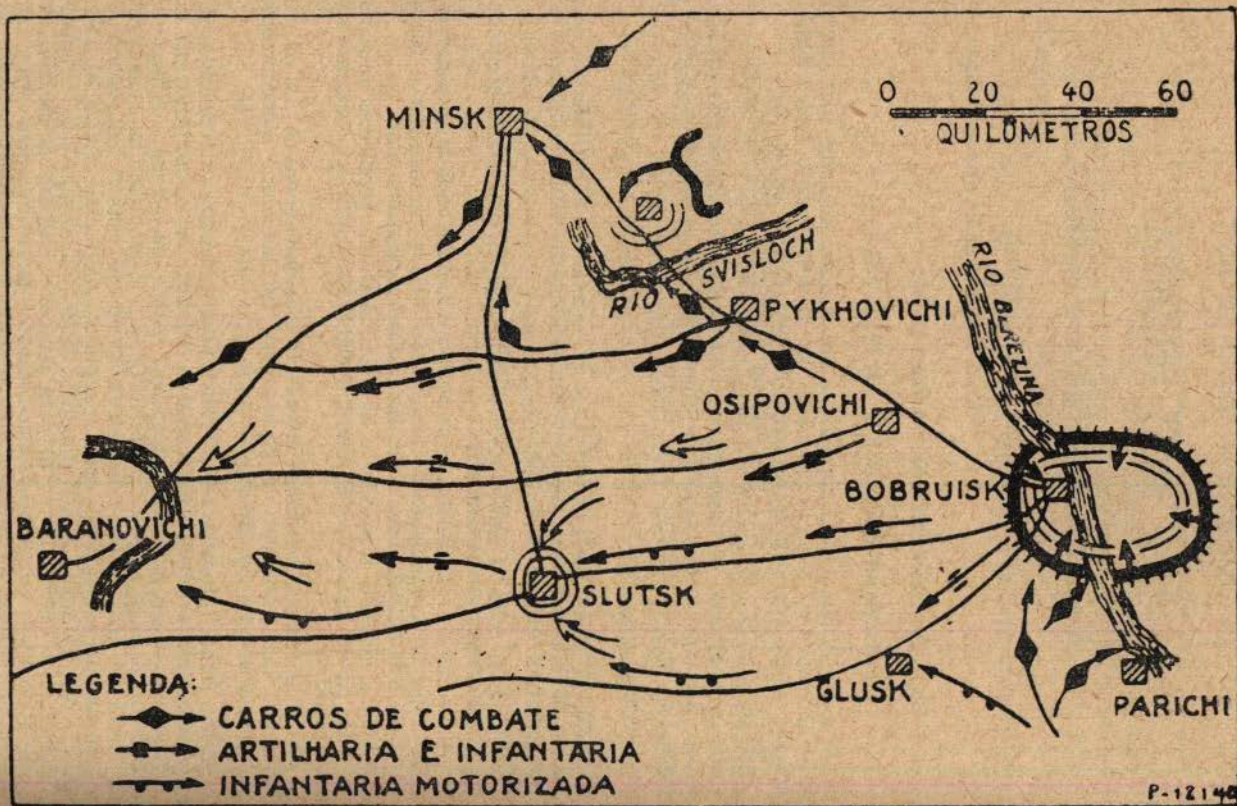 MINSK
0 20 40 60
QUILÔMETROS
RIO SVISLOCH
PYKHOVICHI
RIO BEREZINA
OSIPOVICHI
BOBRUISK
BARANOVICHI
SLUTSK
GLUSK
PARICHI
LEGENDA:
CARROS DE COMBATE
ARTILHARIA E INFANTARIA
INFANTARIA MOTORIZADA